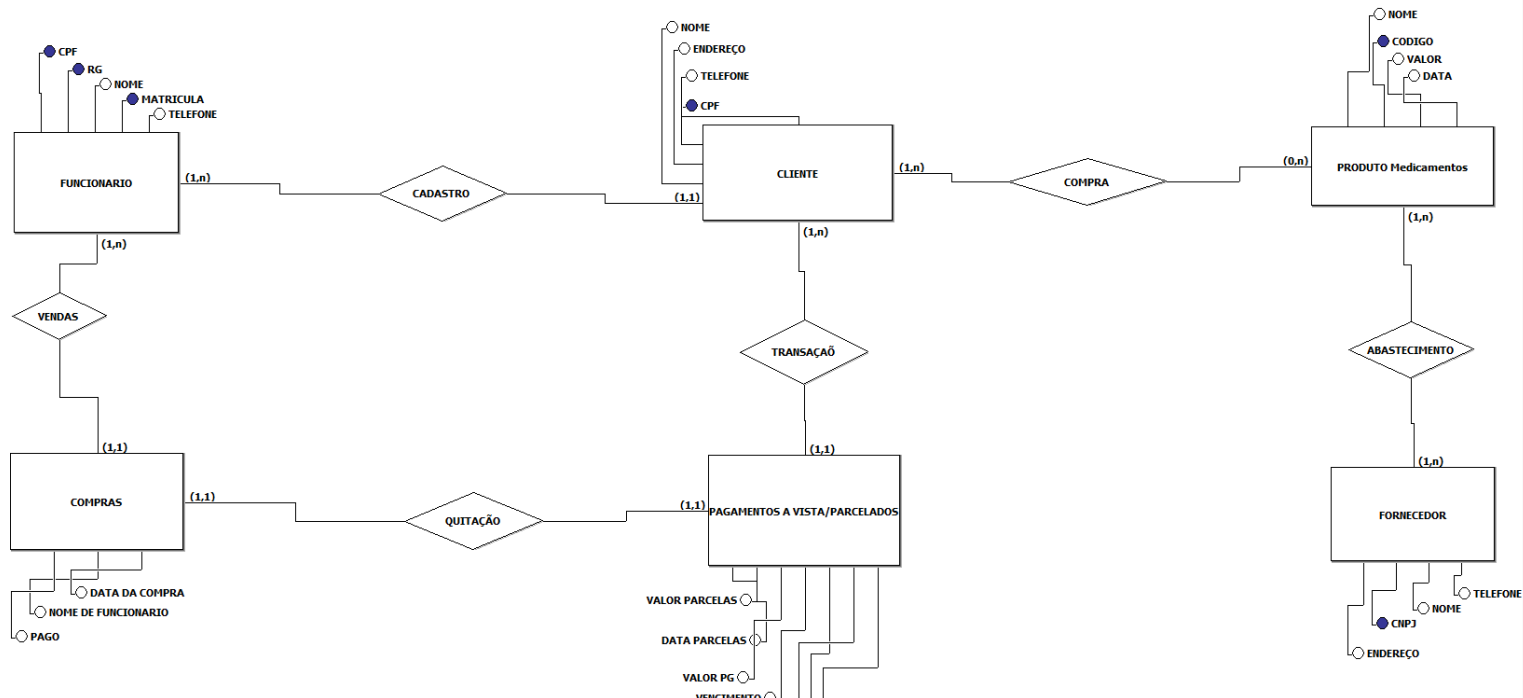 CPF
RG
NOME
MATRICULA
TELEFONE
FUNCIONARIO
(1,n)
(1,n)
CADASTRO
(1,1)
NOME
ENDEREÇO
TELEFONE
CPF
CLIENTE
(1,n)
(1,n)
COMPRA
(0,n)
NOME
CODIGO
VALOR
DATA
PRODUTO Medicamentos
(1,n)
VENDAS
TRANSAÇAÕ
ABASTECIMENTO
(1,1)
COMPRAS
(1,1)
QUITAÇÃO
(1,1)
(1,1)
PAGAMENTOS A VISTA/PARCELADOS
(1,n)
FORNECEDOR
DATA DA COMPRA
NOME DE FUNCIONARIO
PAGO
VALOR PARCELAS
DATA PARCELAS
VALOR PG
VENCIMENTO
TELEFONE
NOME
CNPJ
ENDEREÇO